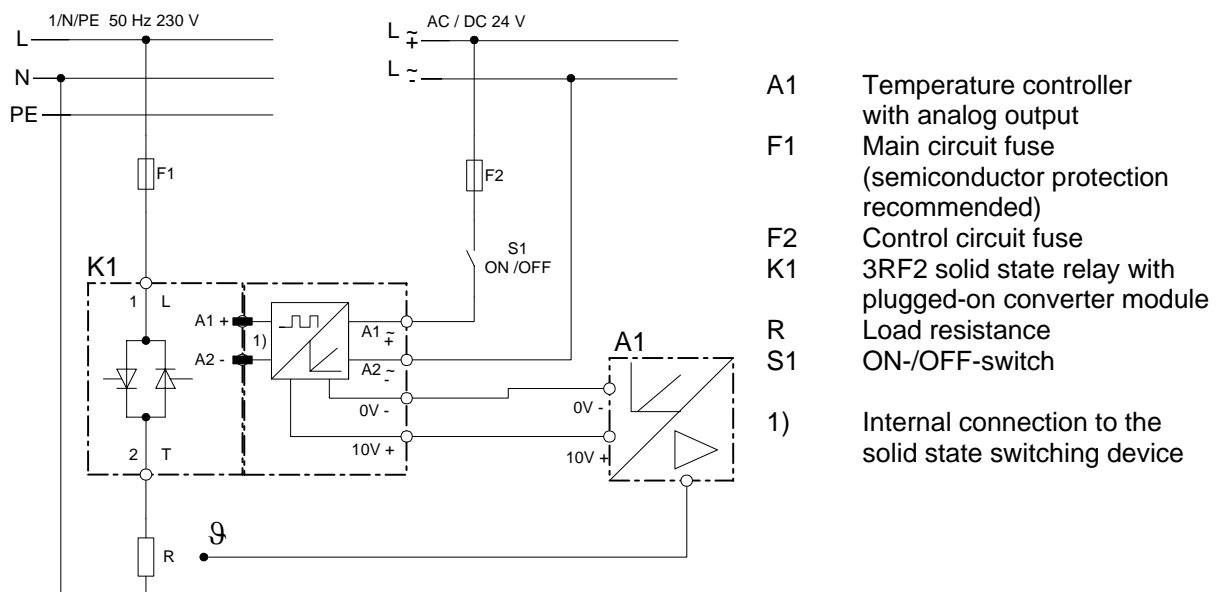 1/N/PE 50 Hz 230 V
L
N
PE
F1
AC / DC 24 V
L ~
+
L ~
-
F2
S1
ON /OFF
K1
1 L
A1 +
A2 -
1)
A1 ~
+
A2 ~
-
0V -
10V +
2 T
R
ϑ
A1
0V -
10V +
A1 Temperature controller
with analog output
F1 Main circuit fuse
(semiconductor protection
recommended)
F2 Control circuit fuse
K1 3RF2 solid state relay with
plugged-on converter module
R Load resistance
S1 ON-/OFF-switch
1) Internal connection to the
solid state switching device